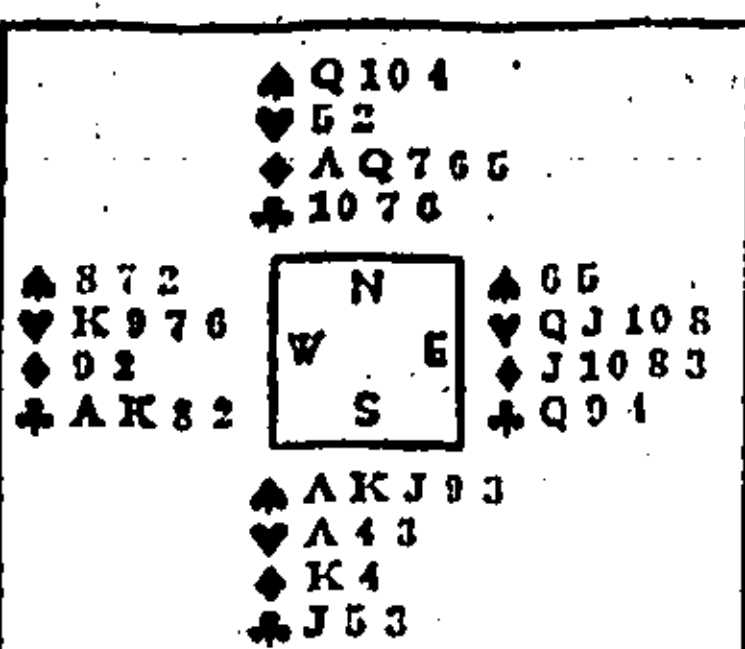 ♠ Q 10 4
♥ 5 2
♦ A Q 7 6 5
♣ 10 7 6
♠ 8 7 2
♥ K 9 7 6
♦ 9 2
♣ A K 8 2
N
W E
S
♠ 6 5
♥ Q J 10 8
♦ J 10 8 3
♣ Q 9 4
♠ A K J 9 3
♥ A 4 3
♦ K 4
♣ J 5 3